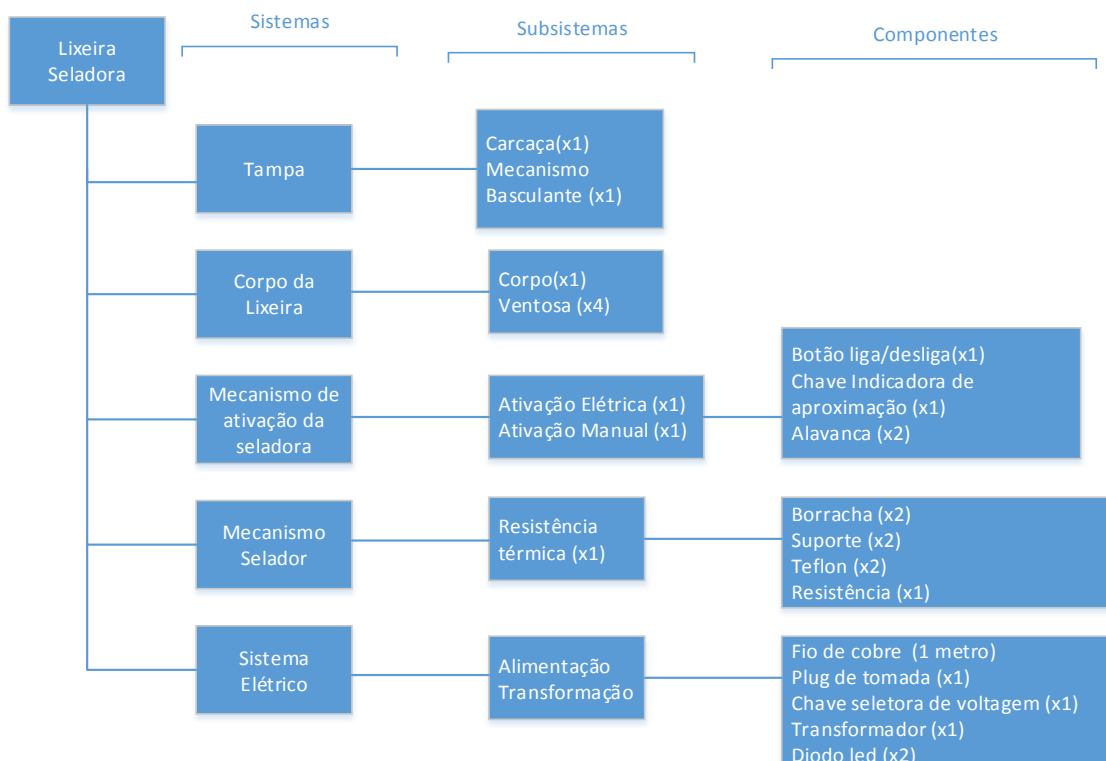 Lixeira
Seladora
Sistemas
Subsistemas
Componentes
Tampa
Carcaça(x1)
Mecanismo
Basculante (x1)
Corpo da
Lixeira
Corpo(x1)
Ventosa (x4)
Mecanismo de
ativação da
seladora
Ativação Elétrica (x1)
Ativação Manual (x1)
Botão liga/desliga(x1)
Chave Indicadora de
aproximação (x1)
Alavanca (x2)
Mecanismo
Selador
Resistência
térmica (x1)
Borracha (x2)
Suporte (x2)
Teflon (x2)
Resistência (x1)
Sistema
Elétrico
Alimentação
Transformação
Fio de cobre (1 metro)
Plug de tomada (x1)
Chave seletora de voltagem (x1)
Transformador (x1)
Diodo led (x2)